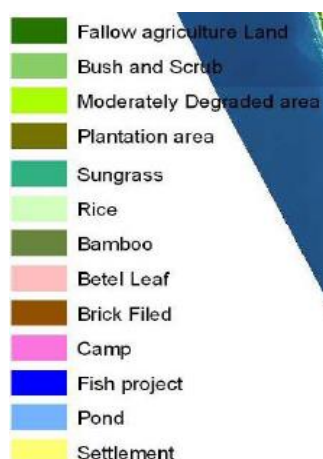 Fallow agriculture Land
Bush and Scrub
Moderately Degraded area
Plantation area
Sungrass
Rice
Bamboo
Betel Leaf
Brick Filed
Camp
Fish project
Pond
Settlement